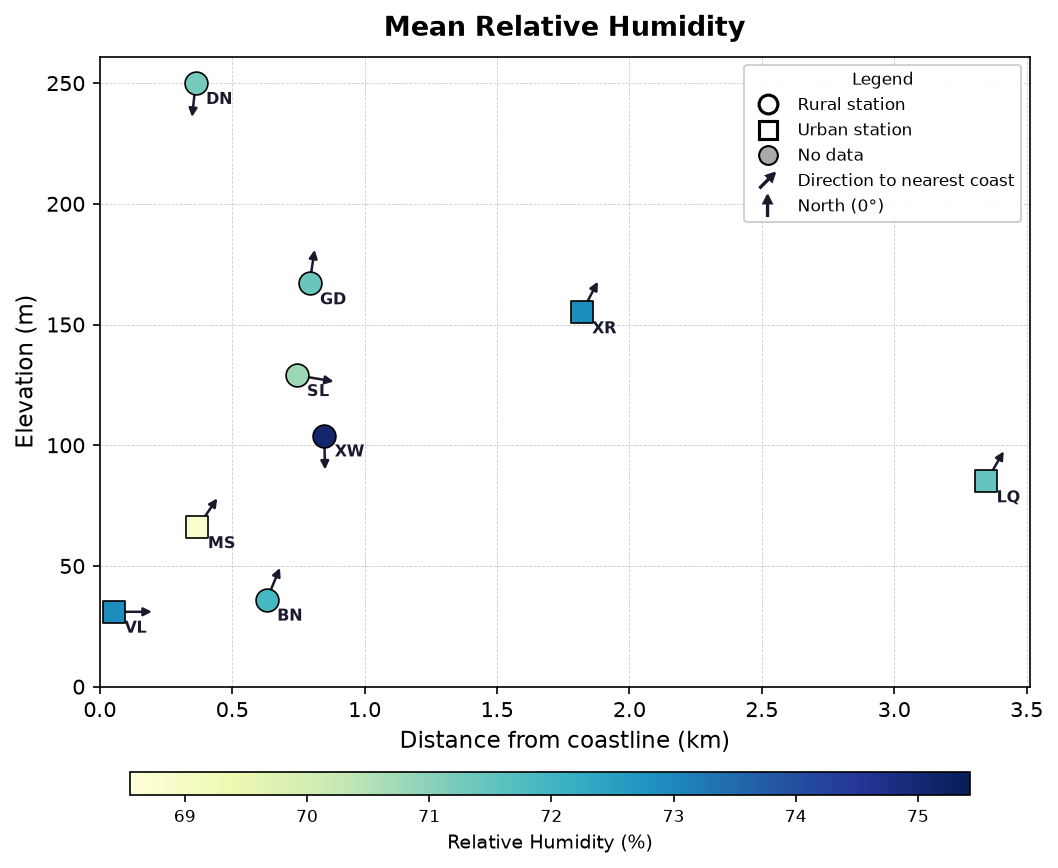 Mean Relative Humidity
Elevation (m)
250
200
150
100
50
0
DN
GD
XR
SL
XW
LQ
MS
BN
VL
Legend
Rural station
Urban station
No data
Direction to nearest coast
North (0°)
0.0 0.5 1.0 1.5 2.0 2.5 3.0 3.5
Distance from coastline (km)
69 70 71 72 73 74 75
Relative Humidity (%)